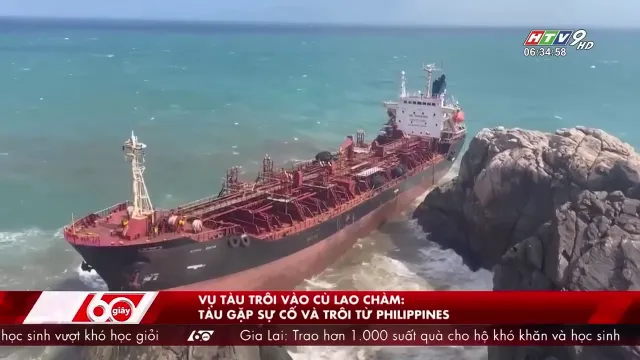 HTV9 HD
06:34:58
VỤ TÀU TRÔI VÀO CÙ LAO CHÀM:
TÀU GẶP SỰ CỐ VÀ TRÔI TỪ PHILIPPINES
60 giây
học sinh vượt khó học giỏi
Gia Lai: Trao hơn 1.000 suất quà cho hộ khó khăn và học sinh